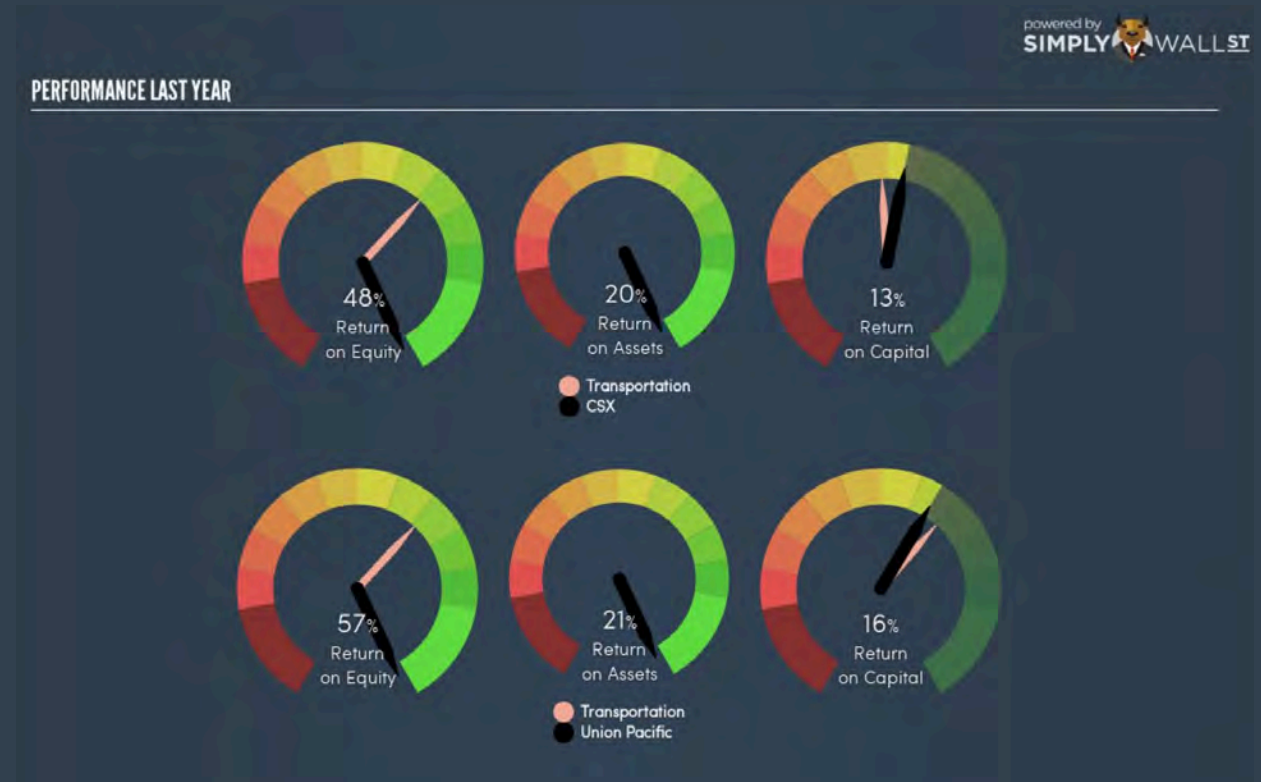 powered by
SIMPLY WALL ST
PERFORMANCE LAST YEAR
48%
Return
on Equity
20%
Return
on Assets
13%
Return
on Capital
Transportation
CSX
57%
Return
on Equity
21%
Return
on Assets
16%
Return
on Capital
Transportation
Union Pacific